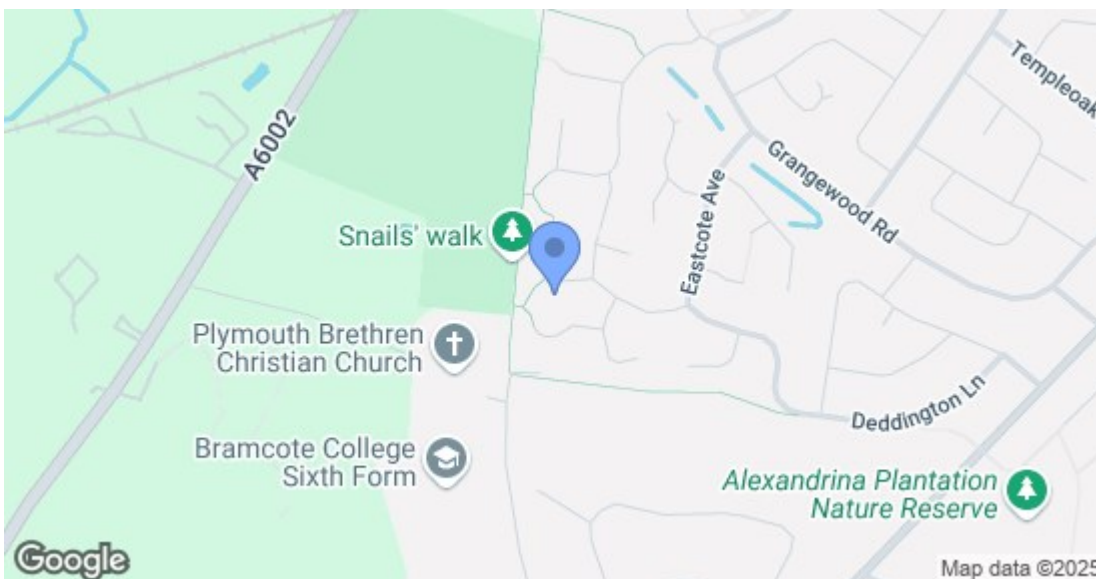 Templeoak
A6002
Grangewood Rd
Snails' walk
Eastcote Ave
Plymouth Brethren
Christian Church
Deddington Ln
Bramcote College
Sixth Form
Alexandrina Plantation
Nature Reserve
Google
Map data ©2025